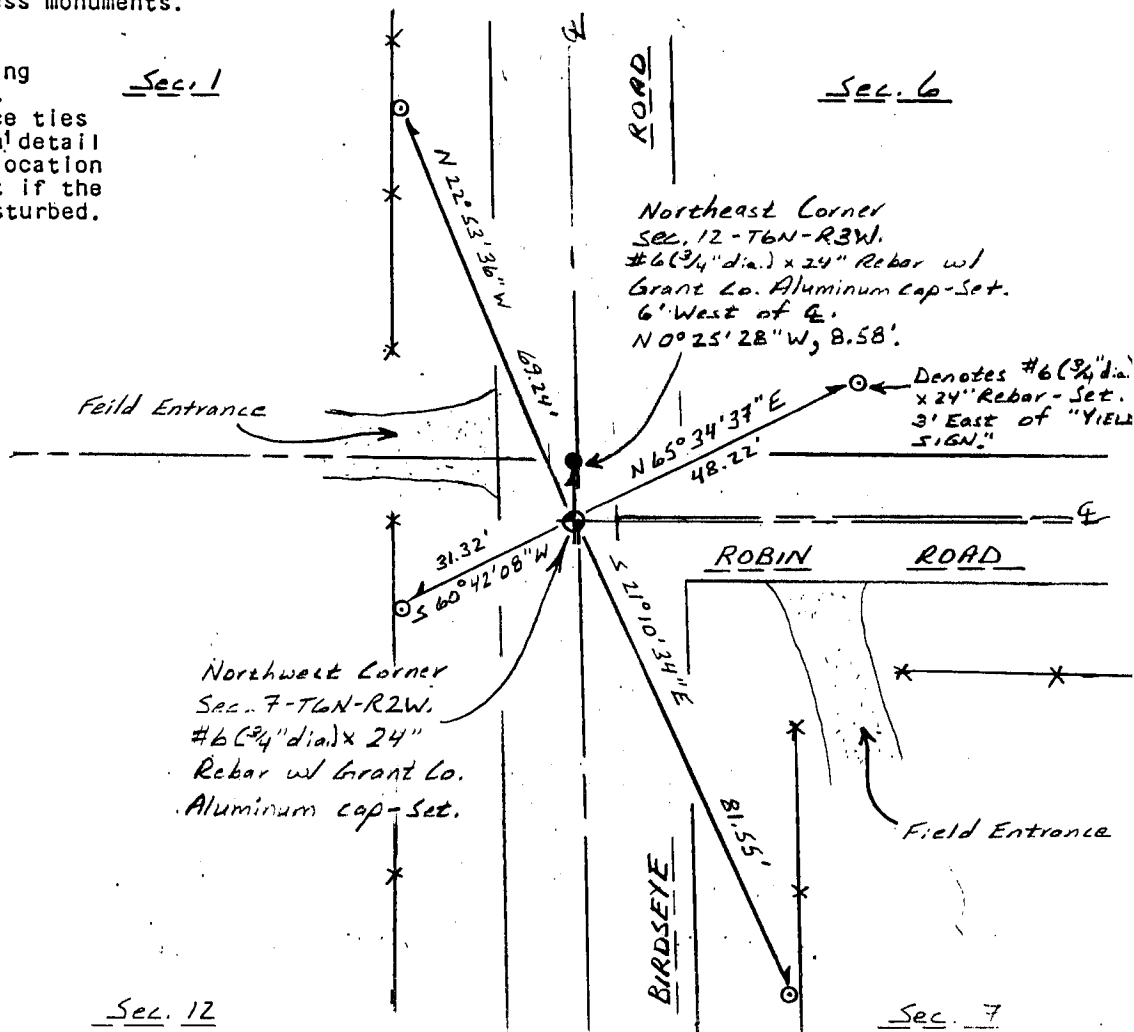 ess monuments.
ng
Sec. 1
e ties
detail
ocation
if the
sturbed.
℄
ROAD
Sec. 6
N 22° 53' 36" W
69.24'
Northeast Corner
Sec. 12 - T6N - R3W.
#6 (3/4" dia.) x 24" Rebar w/
Grant Co. Aluminum cap - Set.
6' West of ℄.
N 0° 25' 28" W, 8.58'.
Feild Entrance
N 65° 34' 37" E
48.22'
Denotes #6 (3/4" dia.)
x 24" Rebar - Set.
3' East of "YIELD
SIGN."
℄
31.32'
S 60° 42' 08" W
ROBIN ROAD
S 21° 10' 34" E
81.55'
Northwest Corner
Sec. 7 - T6N - R2W.
#6 (3/4" dia.) x 24"
Rebar w/ Grant Co.
Aluminum cap - Set.
Field Entrance
BIRDSEYE
Sec. 12
Sec. 7